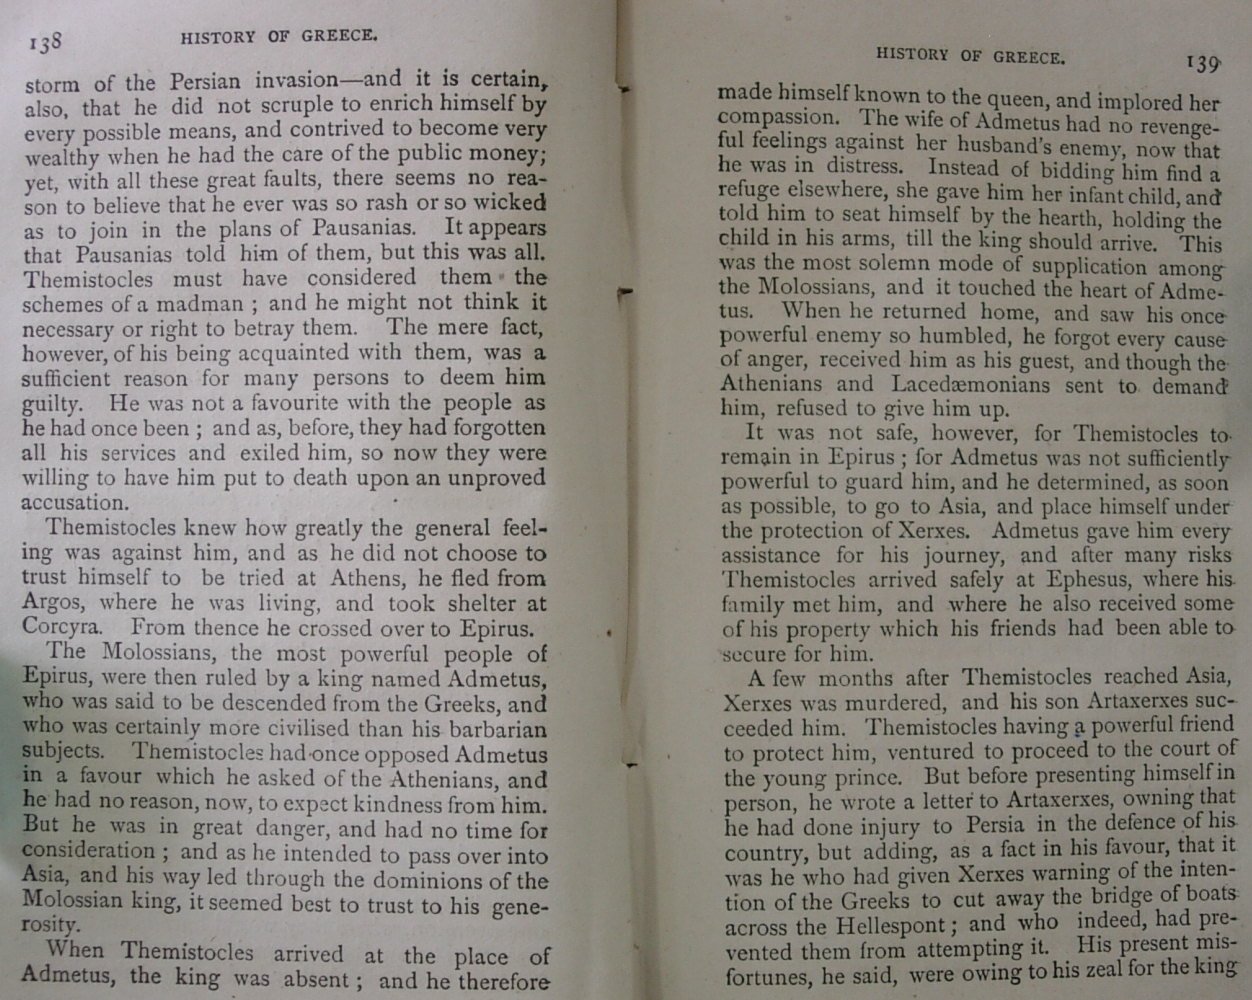 138
HISTORY OF GREECE.
storm of the Persian invasion—and it is certain,
also, that he did not scruple to enrich himself by
every possible means, and contrived to become very
wealthy when he had the care of the public money;
yet, with all these great faults, there seems no rea-
son to believe that he ever was so rash or so wicked
as to join in the plans of Pausanias. It appears
that Pausanias told him of them, but this was all.
Themistocles must have considered them the
schemes of a madman ; and he might not think it
necessary or right to betray them. The mere fact,
however, of his being acquainted with them, was a
sufficient reason for many persons to deem him
guilty. He was not a favourite with the people as
he had once been ; and as, before, they had forgotten
all his services and exiled him, so now they were
willing to have him put to death upon an unproved
accusation.
Themistocles knew how greatly the general feel-
ing was against him, and as he did not choose to
trust himself to be tried at Athens, he fled from
Argos, where he was living, and took shelter at
Corcyra. From thence he crossed over to Epirus.
The Molossians, the most powerful people of
Epirus, were then ruled by a king named Admetus,
who was said to be descended from the Greeks, and
who was certainly more civilised than his barbarian
subjects. Themistocles had once opposed Admetus
in a favour which he asked of the Athenians, and
he had no reason, now, to expect kindness from him.
But he was in great danger, and had no time for
consideration ; and as he intended to pass over into
Asia, and his way led through the dominions of the
Molossian king, it seemed best to trust to his gene-
rosity.
When Themistocles arrived at the place of
Admetus, the king was absent ; and he therefore
HISTORY OF GREECE.
139
made himself known to the queen, and implored her
compassion. The wife of Admetus had no revenge-
ful feelings against her husband's enemy, now that
he was in distress. Instead of bidding him find a
refuge elsewhere, she gave him her infant child, and
told him to seat himself by the hearth, holding the
child in his arms, till the king should arrive. This
was the most solemn mode of supplication among
the Molossians, and it touched the heart of Adme-
tus. When he returned home, and saw his once
powerful enemy so humbled, he forgot every cause
of anger, received him as his guest, and though the
Athenians and Lacedæmonians sent to demand
him, refused to give him up.
It was not safe, however, for Themistocles to
remain in Epirus ; for Admetus was not sufficiently
powerful to guard him, and he determined, as soon
as possible, to go to Asia, and place himself under
the protection of Xerxes. Admetus gave him every
assistance for his journey, and after many risks
Themistocles arrived safely at Ephesus, where his
family met him, and where he also received some
of his property which his friends had been able to
secure for him.
A few months after Themistocles reached Asia,
Xerxes was murdered, and his son Artaxerxes suc-
ceeded him. Themistocles having a powerful friend
to protect him, ventured to proceed to the court of
the young prince. But before presenting himself in
person, he wrote a letter to Artaxerxes, owning that
he had done injury to Persia in the defence of his
country, but adding, as a fact in his favour, that it
was he who had given Xerxes warning of the inten-
tion of the Greeks to cut away the bridge of boats
across the Hellespont ; and who indeed, had pre-
vented them from attempting it. His present mis-
fortunes, he said, were owing to his zeal for the king